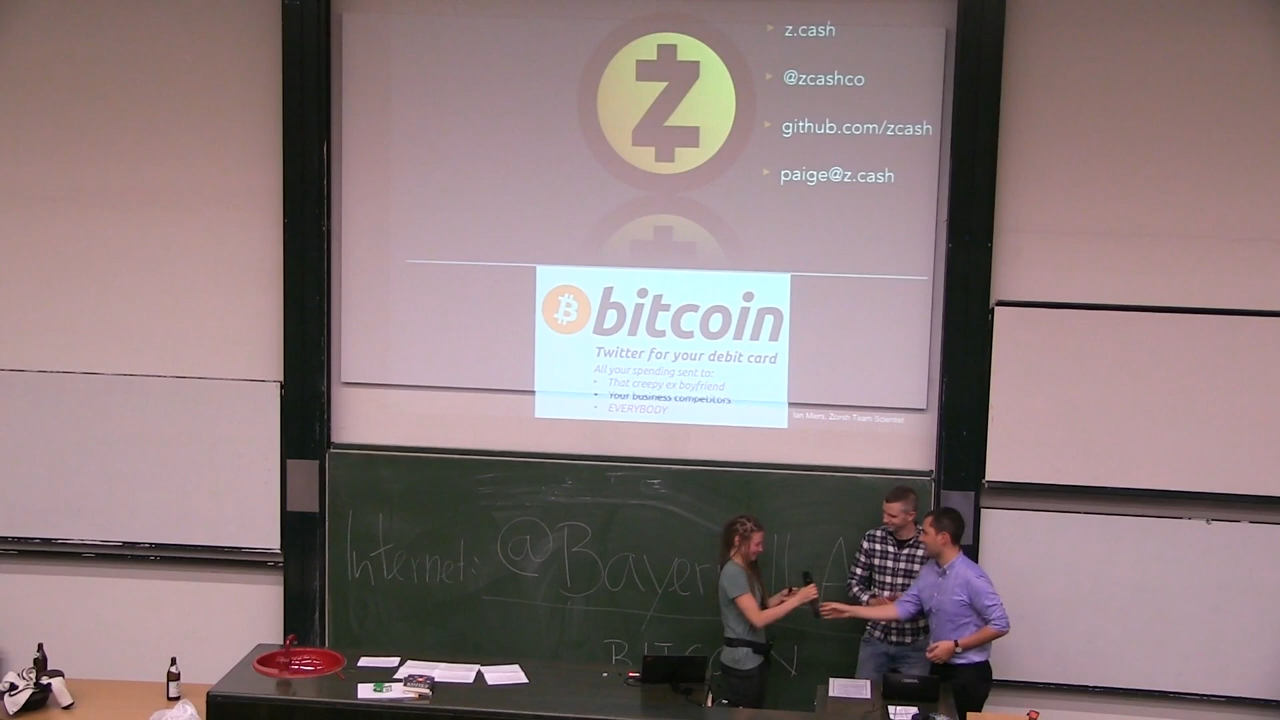 z.cash
@zcashco
github.com/zcash
paige@z.cash
bitcoin
Twitter for your debit card
All your spending sent to:
• That creepy ex boyfriend
• Your business competitors
• EVERYBODY
Ian Miers, Zcash Team Scientist
Internet: @Bayer
BITCOIN